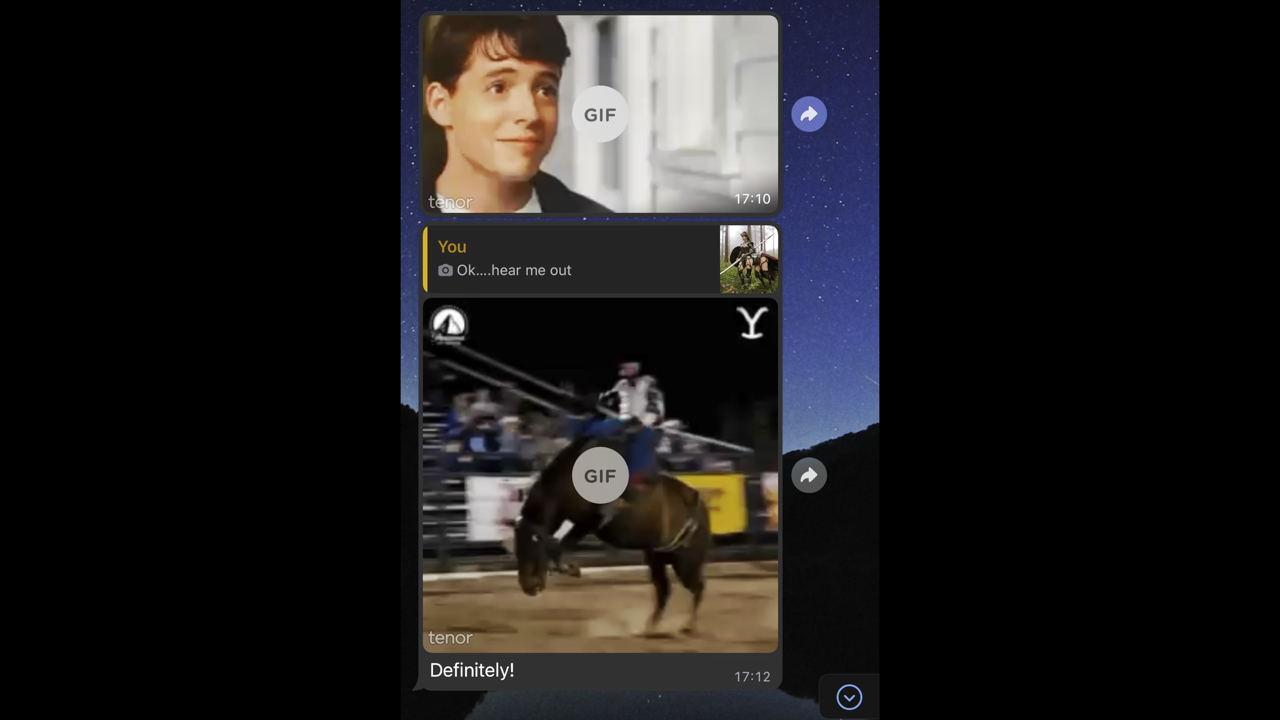 GIF
tenor
17:10
You
Ok....hear me out
Y
GIF
tenor
Definitely!
17:12